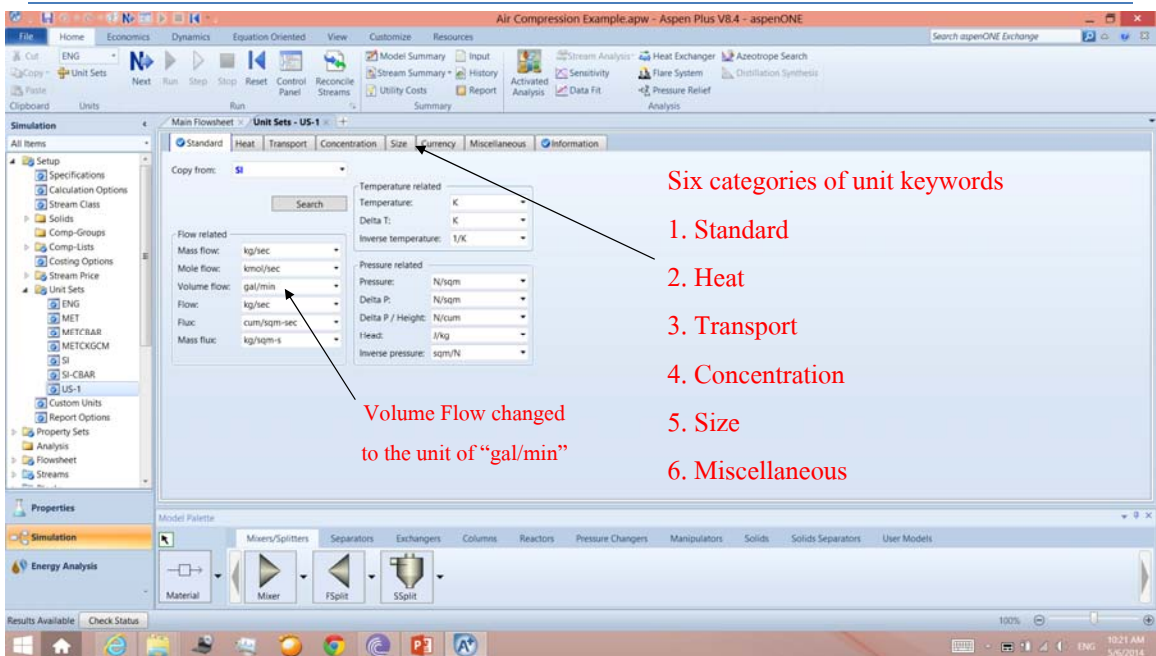 Air Compression Example.apw - Aspen Plus V8.4 - aspenONE
File Home Economics Dynamics Equation Oriented View Customize Resources Search aspenONE Exchange
Cut ENG Model Summary Input Stream Analysis Heat Exchanger Azeotrope Search
Copy Unit Sets Next Run Step Stop Reset Control Panel Reconcile Streams Stream Summary History Activated Analysis Sensitivity Flare System Distillation Synthesis
Paste Utility Costs Report Data Fit Pressure Relief
Clipboard Units Run Summary Analysis
Simulation Main Flowsheet Unit Sets - US-1
All Items Standard Heat Transport Concentration Size Currency Miscellaneous Information
Setup
Specifications
Calculation Options
Stream Class
Solids
Comp-Groups
Comp-Lists
Costing Options
Stream Price
Unit Sets
ENG
MET
METCBAR
METCKGCM
SI
SI-CBAR
US-1
Custom Units
Report Options
Property Sets
Analysis
Flowsheet
Streams
Copy from: SI
Search
Flow related
Mass flow: kg/sec
Mole flow: kmol/sec
Volume flow: gal/min
Flow: kg/sec
Flux: cum/sqm-sec
Mass flux: kg/sqm-s
Temperature related
Temperature: K
Delta T: K
Inverse temperature: 1/K
Pressure related
Pressure: N/sqm
Delta P: N/sqm
Delta P / Height: N/cum
Head: J/kg
Inverse pressure: sqm/N
Six categories of unit keywords
1. Standard
2. Heat
3. Transport
4. Concentration
5. Size
6. Miscellaneous
Volume Flow changed
to the unit of “gal/min”
Properties
Simulation
Energy Analysis
Model Palette
Mixers/Splitters Separators Exchangers Columns Reactors Pressure Changers Manipulators Solids Solids Separators User Models
Material Mixer FSplit SSplit
Results Available Check Status 100%
ENG 10:21 AM
5/6/2014